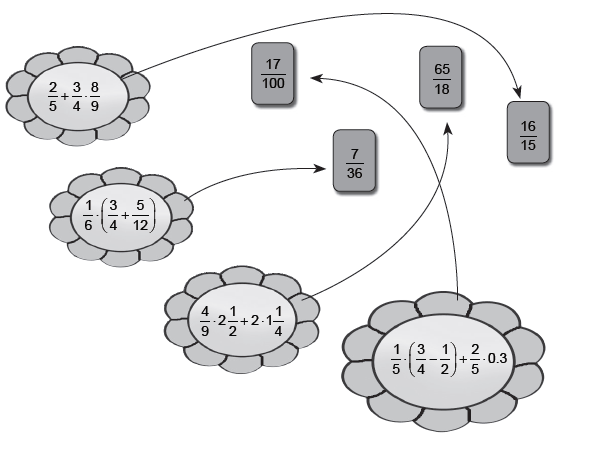 2/5 + 3/4 · 8/9
17/100
65/18
16/15
7/36
1/6 · (3/4 + 5/12)
4/9 · 2 1/2 + 2 · 1 1/4
1/5 · (3/4 − 1/2) + 2/5 · 0.3